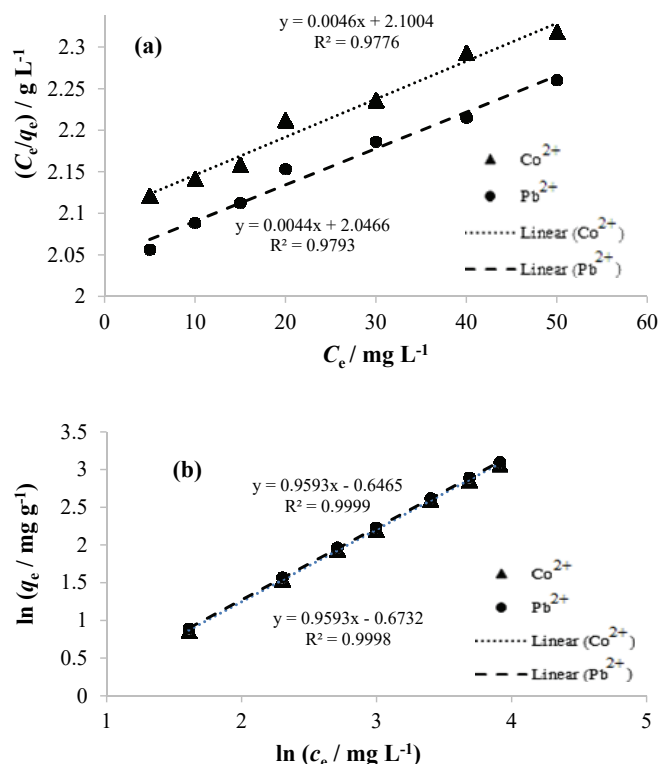 y = 0.0046x + 2.1004
R² = 0.9776
(a)
2.3
2.25
2.2
2.15
2.1
2.05
2
((Cₑ/qₑ) / g L⁻¹
y = 0.0044x + 2.0466
R² = 0.9793
Co²⁺
Pb²⁺
Linear (Co²⁺)
Linear (Pb²⁺)
0 10 20 30 40 50 60
Cₑ / mg L⁻¹
(b)
3.5
3
2.5
2
1.5
1
0.5
0
ln (qₑ / mg g⁻¹)
y = 0.9593x - 0.6465
R² = 0.9999
y = 0.9593x - 0.6732
R² = 0.9998
Co²⁺
Pb²⁺
Linear (Co²⁺)
Linear (Pb²⁺)
1 2 3 4 5
ln (cₑ / mg L⁻¹)